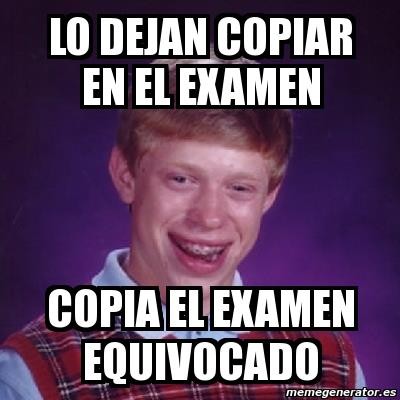 LO DEJAN COPIAR
EN EL EXAMEN
COPIA EL EXAMEN
EQUIVOCADO
memegenerator.es